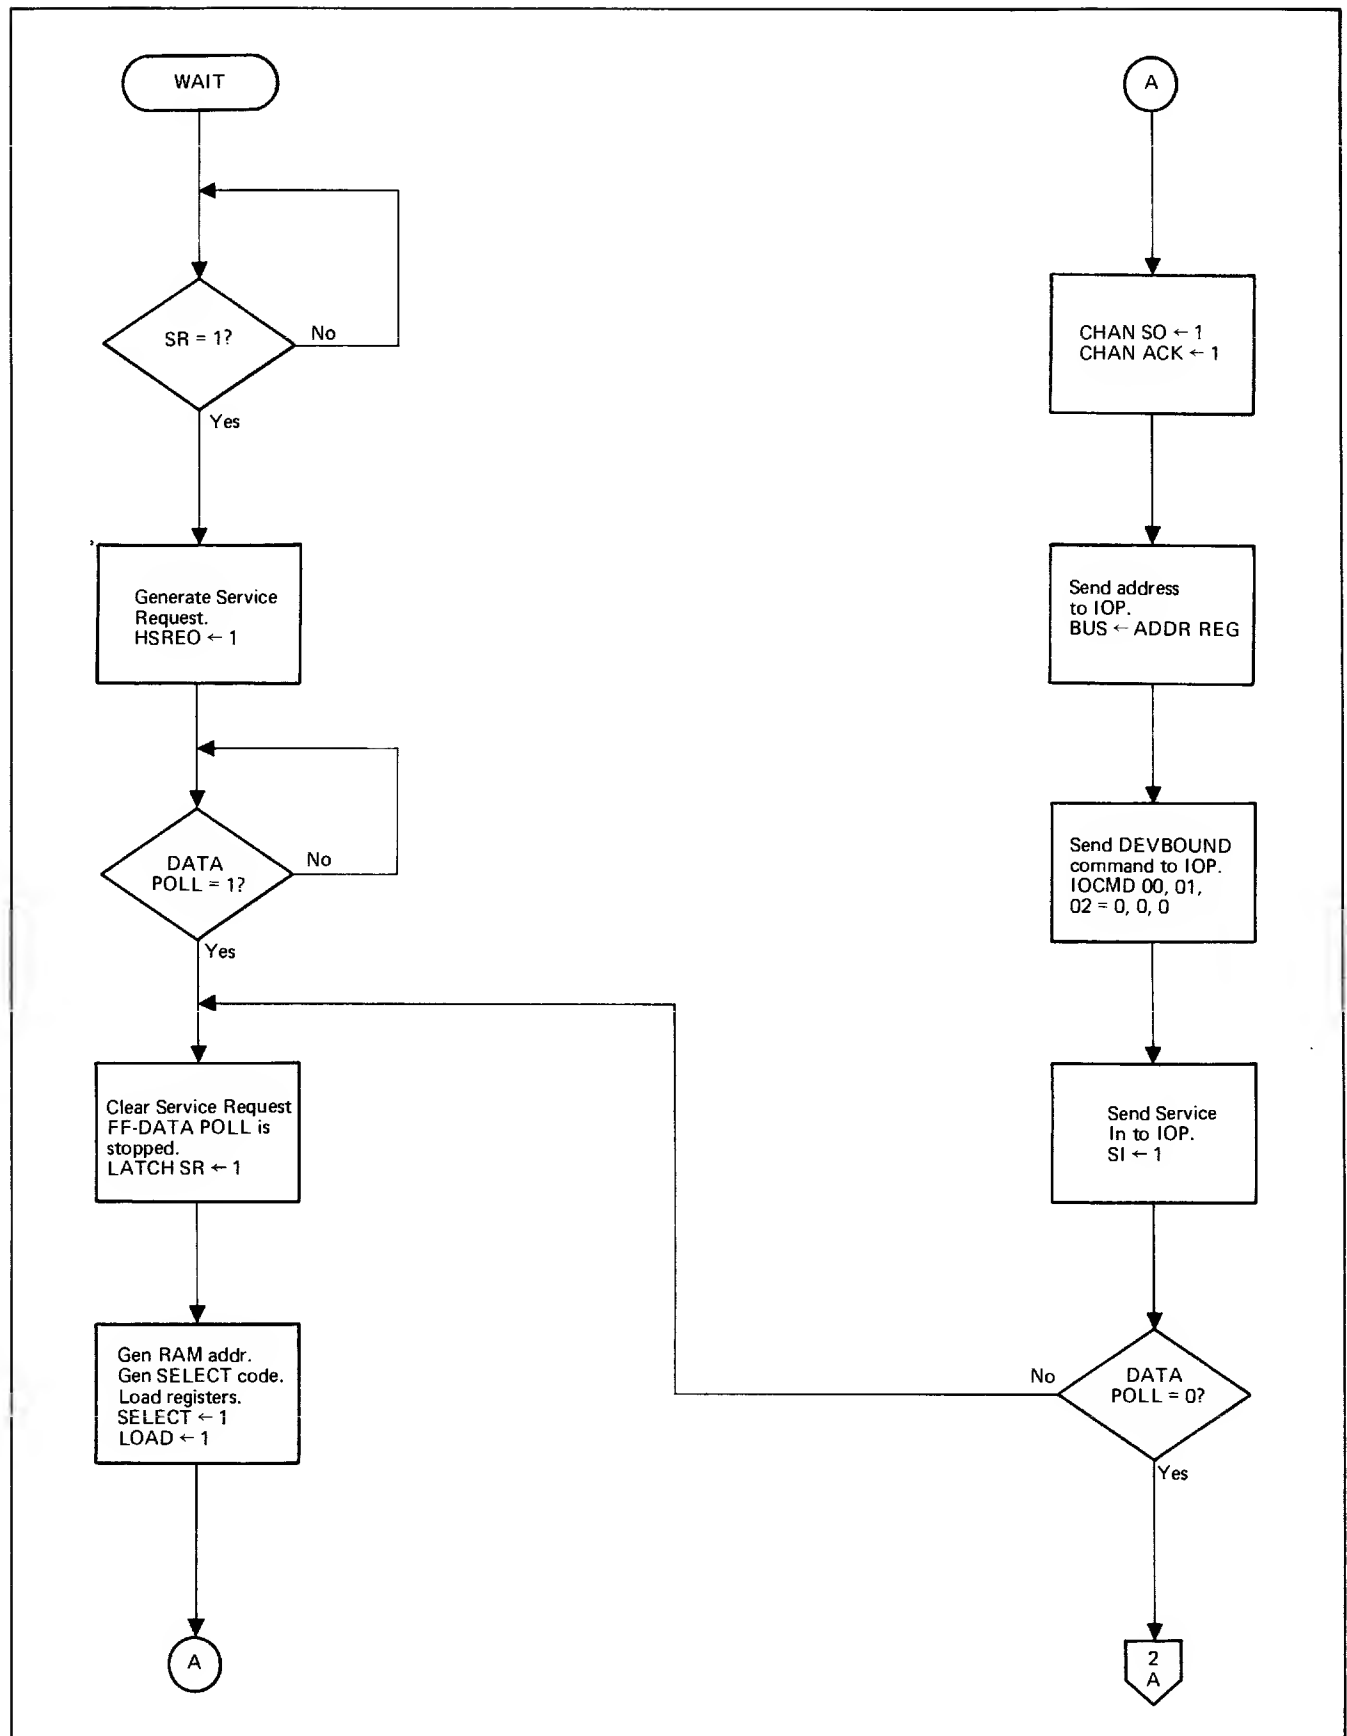 WAIT
SR = 1?
No
Yes
Generate Service
Request.
HSREO ← 1
DATA
POLL = 1?
No
Yes
Clear Service Request
FF-DATA POLL is
stopped.
LATCH SR ← 1
Gen RAM addr.
Gen SELECT code.
Load registers.
SELECT ← 1
LOAD ← 1
A
A
CHAN SO ← 1
CHAN ACK ← 1
Send address
to IOP.
BUS ← ADDR REG
Send DEVBOUND
command to IOP.
IOCMD 00, 01,
02 = 0, 0, 0
Send Service
In to IOP.
SI ← 1
DATA
POLL = 0?
No
Yes
2
A